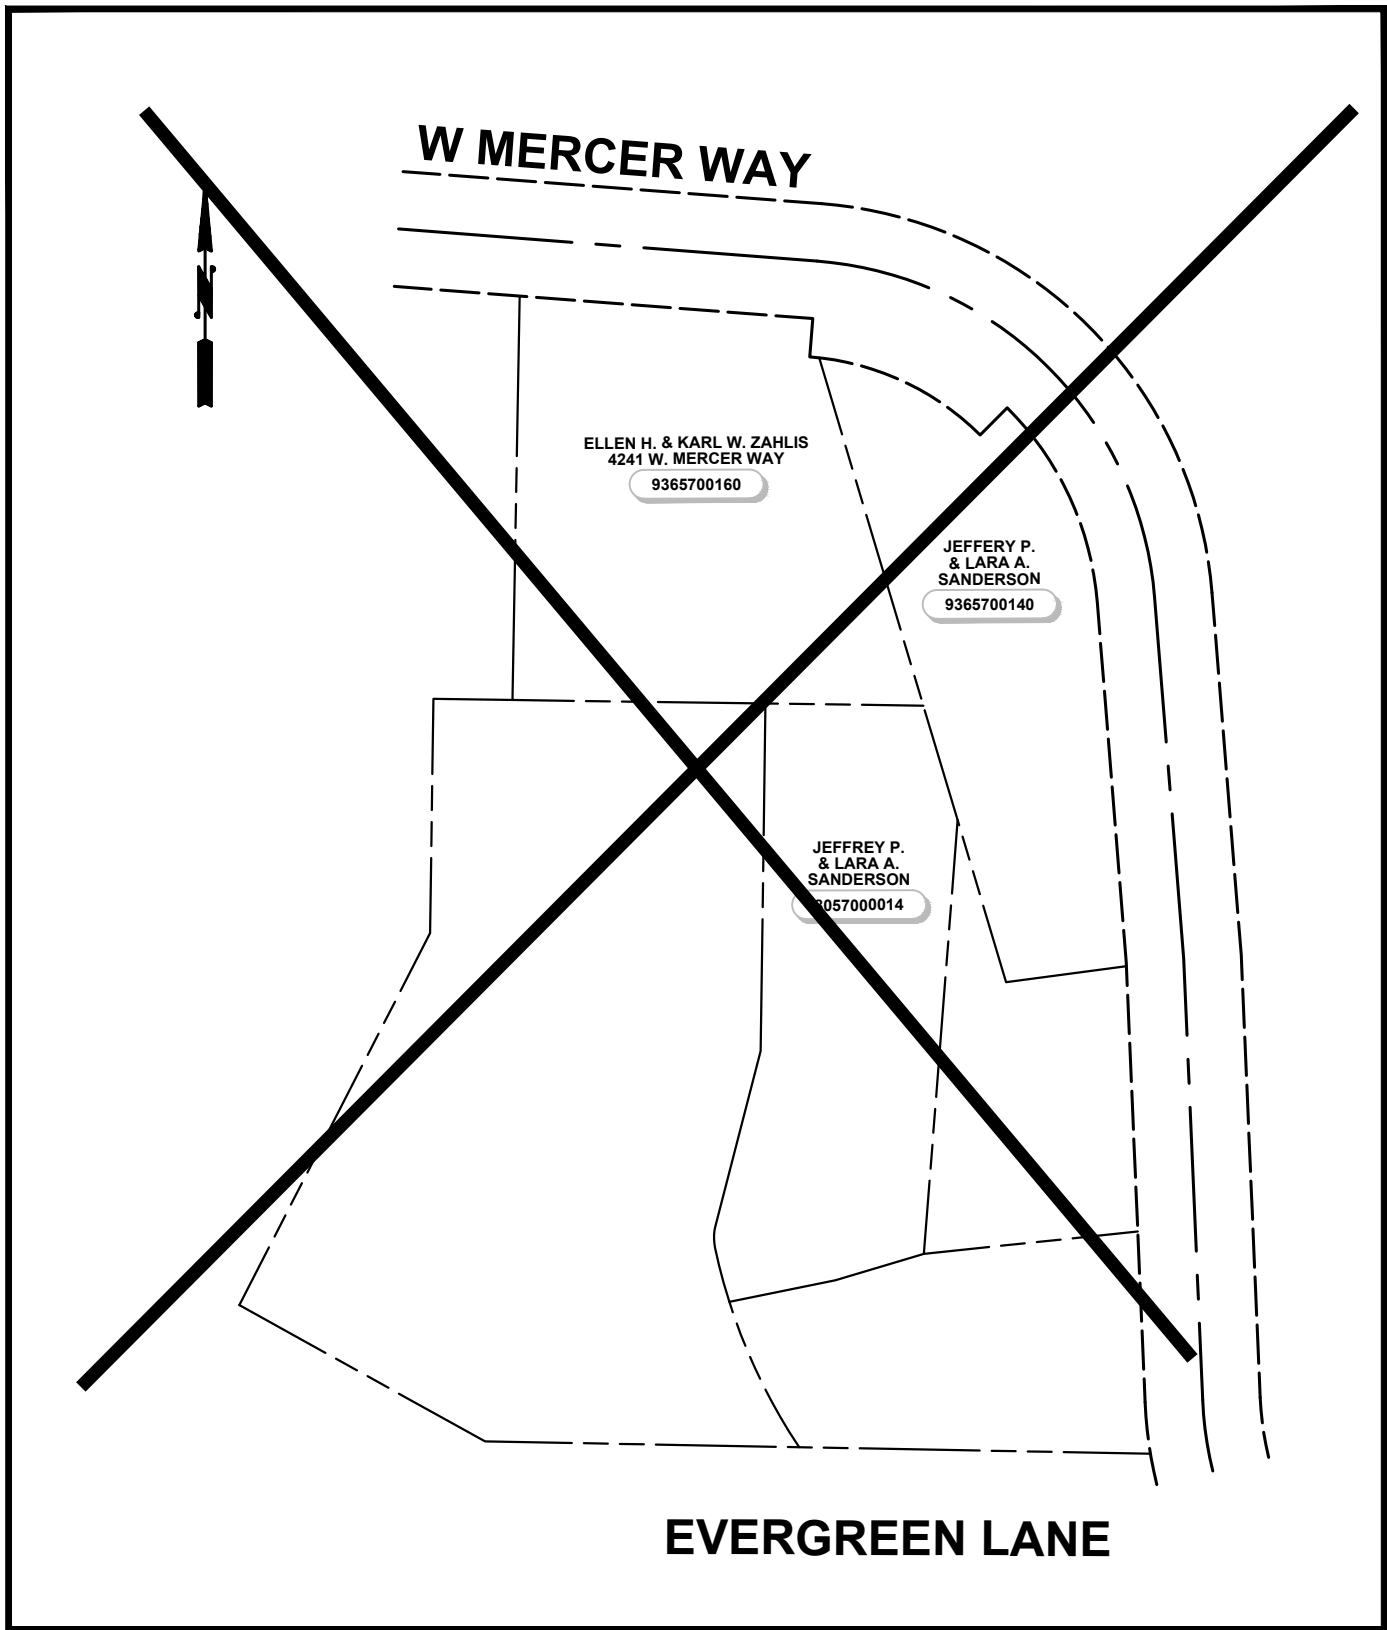 W MERCER WAY
N
ELLEN H. & KARL W. ZAHLIS
4241 W. MERCER WAY
9365700160
JEFFERY P.
& LARA A.
SANDERSON
9365700140
JEFFREY P.
& LARA A.
SANDERSON
057000014
EVERGREEN LANE